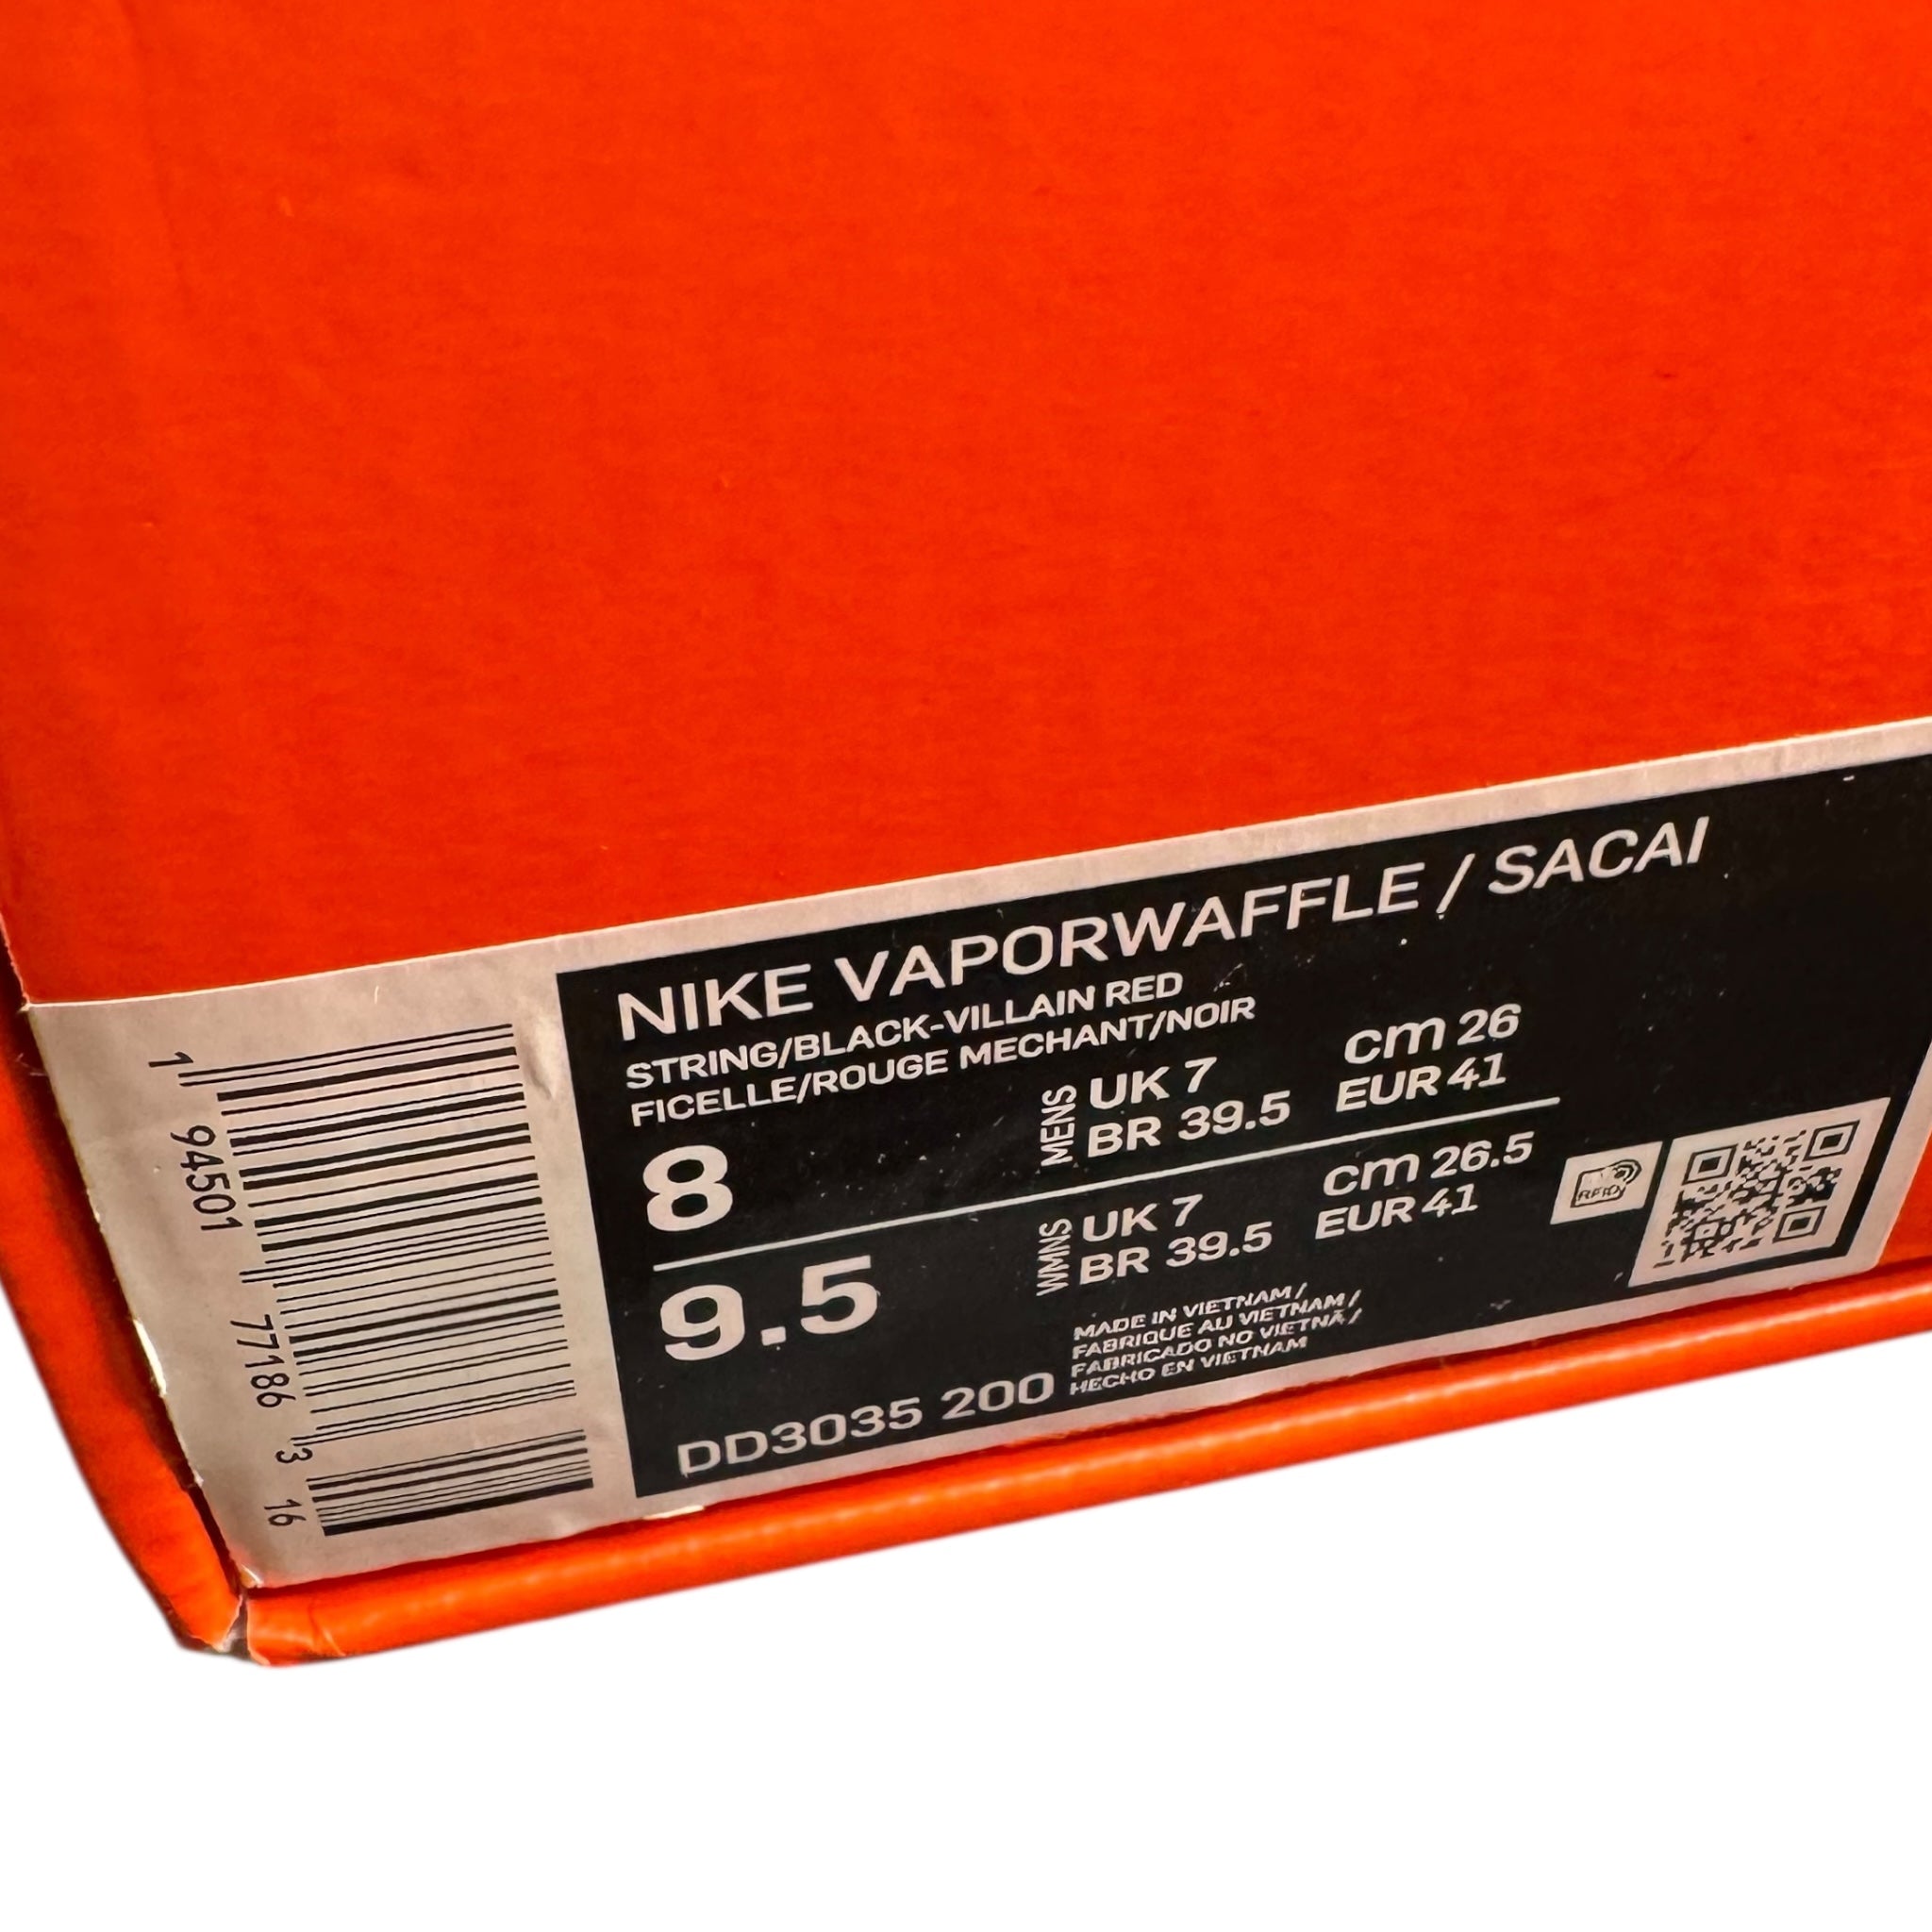 NIKE VAPORWAFFLE / SACAI
STRING/BLACK-VILLAIN RED
FICELLE/ROUGE MECHANT/NOIR
8
MENS
UK 7
BR 39.5
cm 26
EUR 41
9.5
WMNS
UK 7
BR 39.5
cm 26.5
EUR 41
DD3035 200
MADE IN VIETNAM /
FABRIQUE AU VIETNAM /
FABRICADO NO VIETNÃ /
HECHO EN VIETNAM
RFID
1 94501 77186 3 16